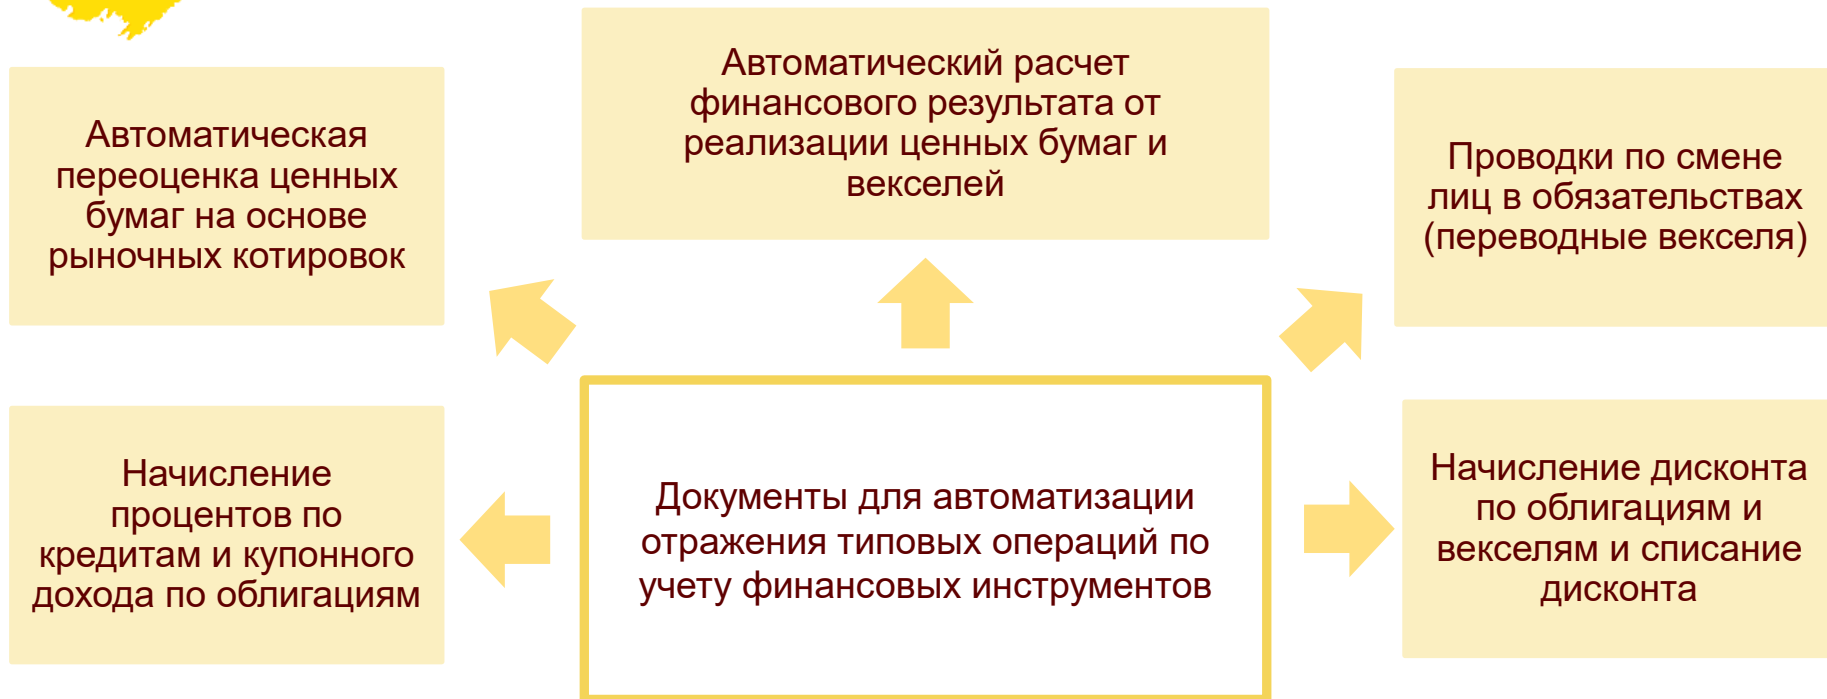 Автоматическая
переоценка ценных
бумаг на основе
рыночных котировок
Автоматический расчет
финансового результата от
реализации ценных бумаг и
векселей
Проводки по смене
лиц в обязательствах
(переводные векселя)
Начисление
процентов по
кредитам и купонного
дохода по облигациям
Документы для автоматизации
отражения типовых операций по
учету финансовых инструментов
Начисление дисконта
по облигациям и
векселям и списание
дисконта